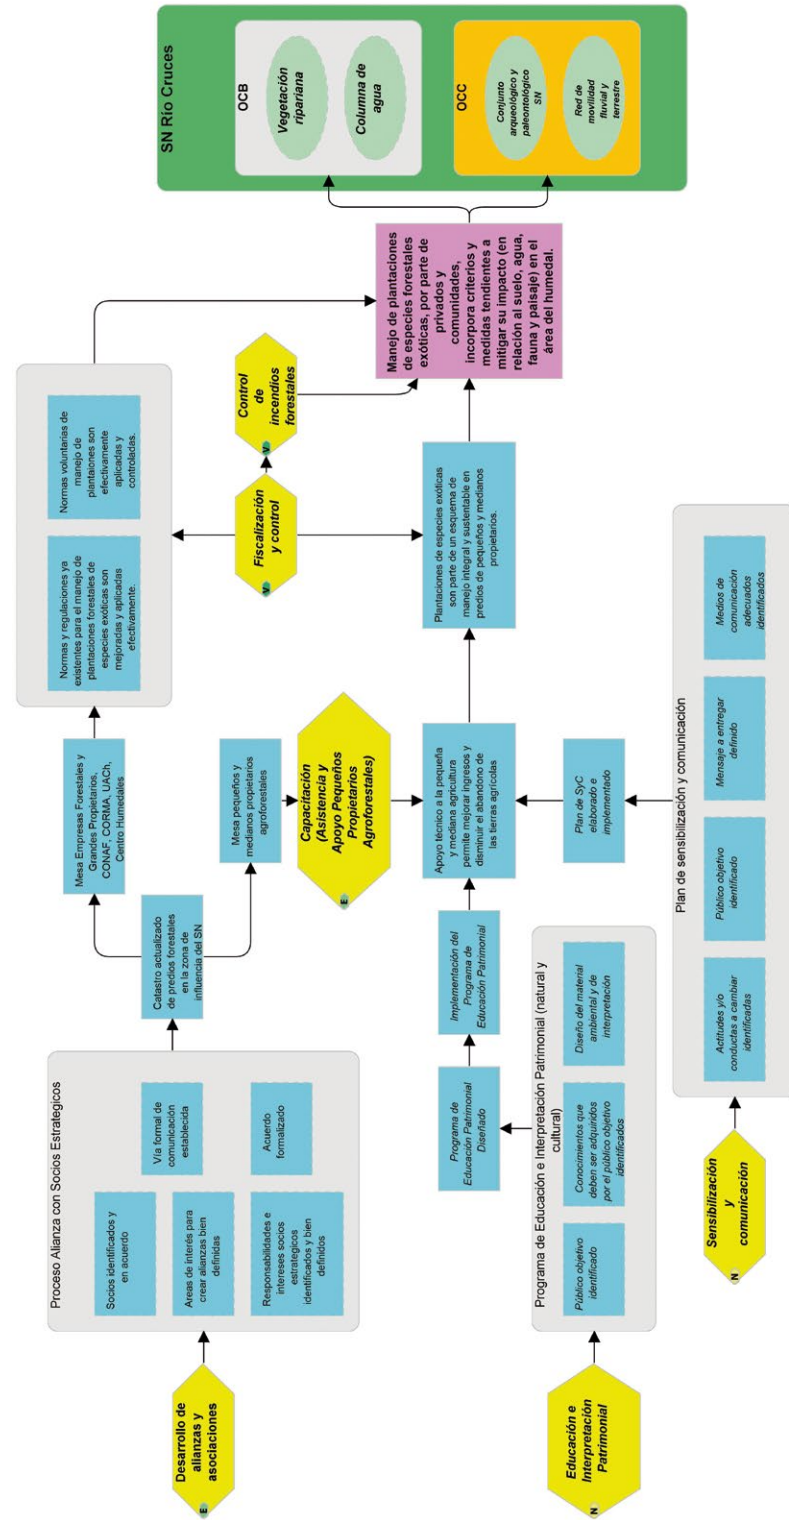 Desarrollo de
alianzas y
asociaciones
E
Proceso Alianza con Socios Estrategicos
Socios identificados y
en acuerdo
Areas de interés para
crear alianzas bien
definidas
Responsabilidades e
intereses socios
estrategicos
identificados y bien
definidos
Vía formal de
comunicación
establecida
Acuerdo
formalizado
Catastro actualizado
de predios forestales
en la zona de
influencia del SN
Mesa Empresas Forestales y
Grandes Propietarios,
CONAF, CORMA, UACh,
Centro Humedales
Mesa pequeños y
medianos propietarios
agroforestales
Normas y regulaciones ya
existentes para el manejo de
plantaciones forestales de
especies exóticas son
mejoradas y aplicadas
efectivamente.
Normas voluntarias de
manejo de
plantaiones son
efectivamente
aplicadas y
controladas.
Fiscalización
y control
V
Control
de
incendios
forestales
V
Capacitación
(Asistencia y
Apoyo Pequeños
Propietarios
Agroforestales)
E
Educación e
Interpretación
Patrimonial
N
Programa de Educación e Interpretación Patrimonial (natural y
cultural)
Público objetivo
identificado
Conocimientos que
deben ser adquiridos
por el público objetivo
identificados
Diseño del material
ambiental y de
interpretación
Programa de
Educación Patrimonial
Diseñado
Implementación del
Programa de
Educación Patrimonial
Apoyo técnico a la pequeña
y mediana agricultura
permite mejorar ingresos y
disminuir el abandono de
las tierras agrícolas
Plantaciones de especies exóticas
son parte de un esquema de
manejo integral y sustentable en
predios de pequeños y medianos
propietarios.
Plan de SyC
elaborado e
implementado
Sensibilización
y
comunicación
N
Plan de sensibilización y comunicación
Actitudes y/o
conductas a cambiar
identificadas
Público objetivo
identificado
Mensaje a entregar
definido
Medios de
comunicación
adecuados
identificados
Manejo de plantaciones
de especies forestales
exóticas, por parte de
privados y
comunidades,
incorpora criterios y
medidas tendientes a
mitigar su impacto (en
relación al suelo, agua,
fauna y paisaje) en el
área del humedal.
SN Río Cruces
OCB
Vegetación
ripariana
Columna de
agua
OCC
Conjunto
arqueológico y
paleontológico
SN
Red de
movilidad
fluvial y
terrestre